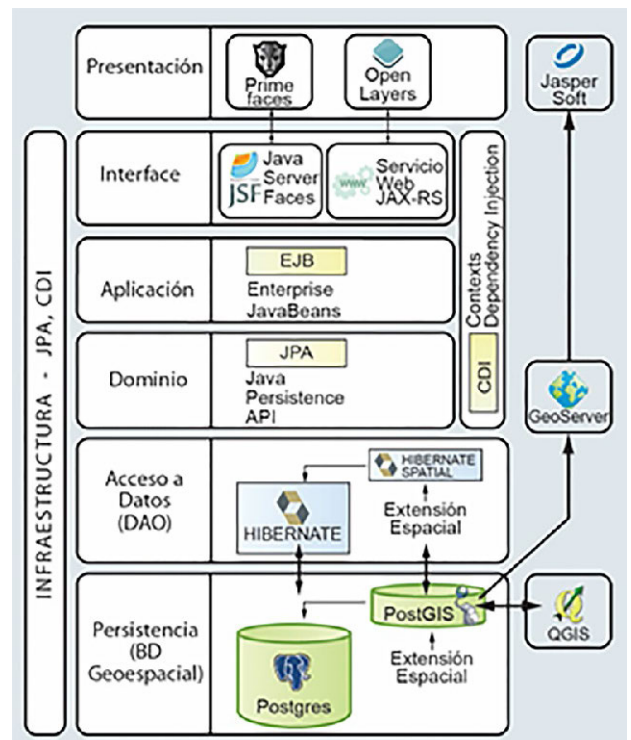 Presentación
Prime
faces
Open
Layers
Jasper
Soft
Interface
JSF
Java
Server
Faces
www
Servicio
Web
JAX-RS
Contexts
Dependency Injection
CDI
INFRAESTRUCTURA - JPA, CDI
Aplicación
EJB
Enterprise
JavaBeans
Dominio
JPA
Java
Persistence
API
GeoServer
Acceso a
Datos
(DAO)
HIBERNATE
HIBERNATE
SPATIAL
Extensión
Espacial
Persistencia
(BD
Geoespacial)
Postgres
PostGIS
Extensión
Espacial
QGIS